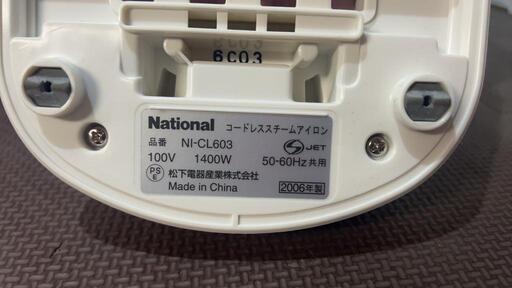 6C03
6C03
National コードレススチームアイロン
品番 NI-CL603
S JET
100V 1400W 50-60Hz共用
PS E 松下電器産業株式会社
Made in China 2006年製